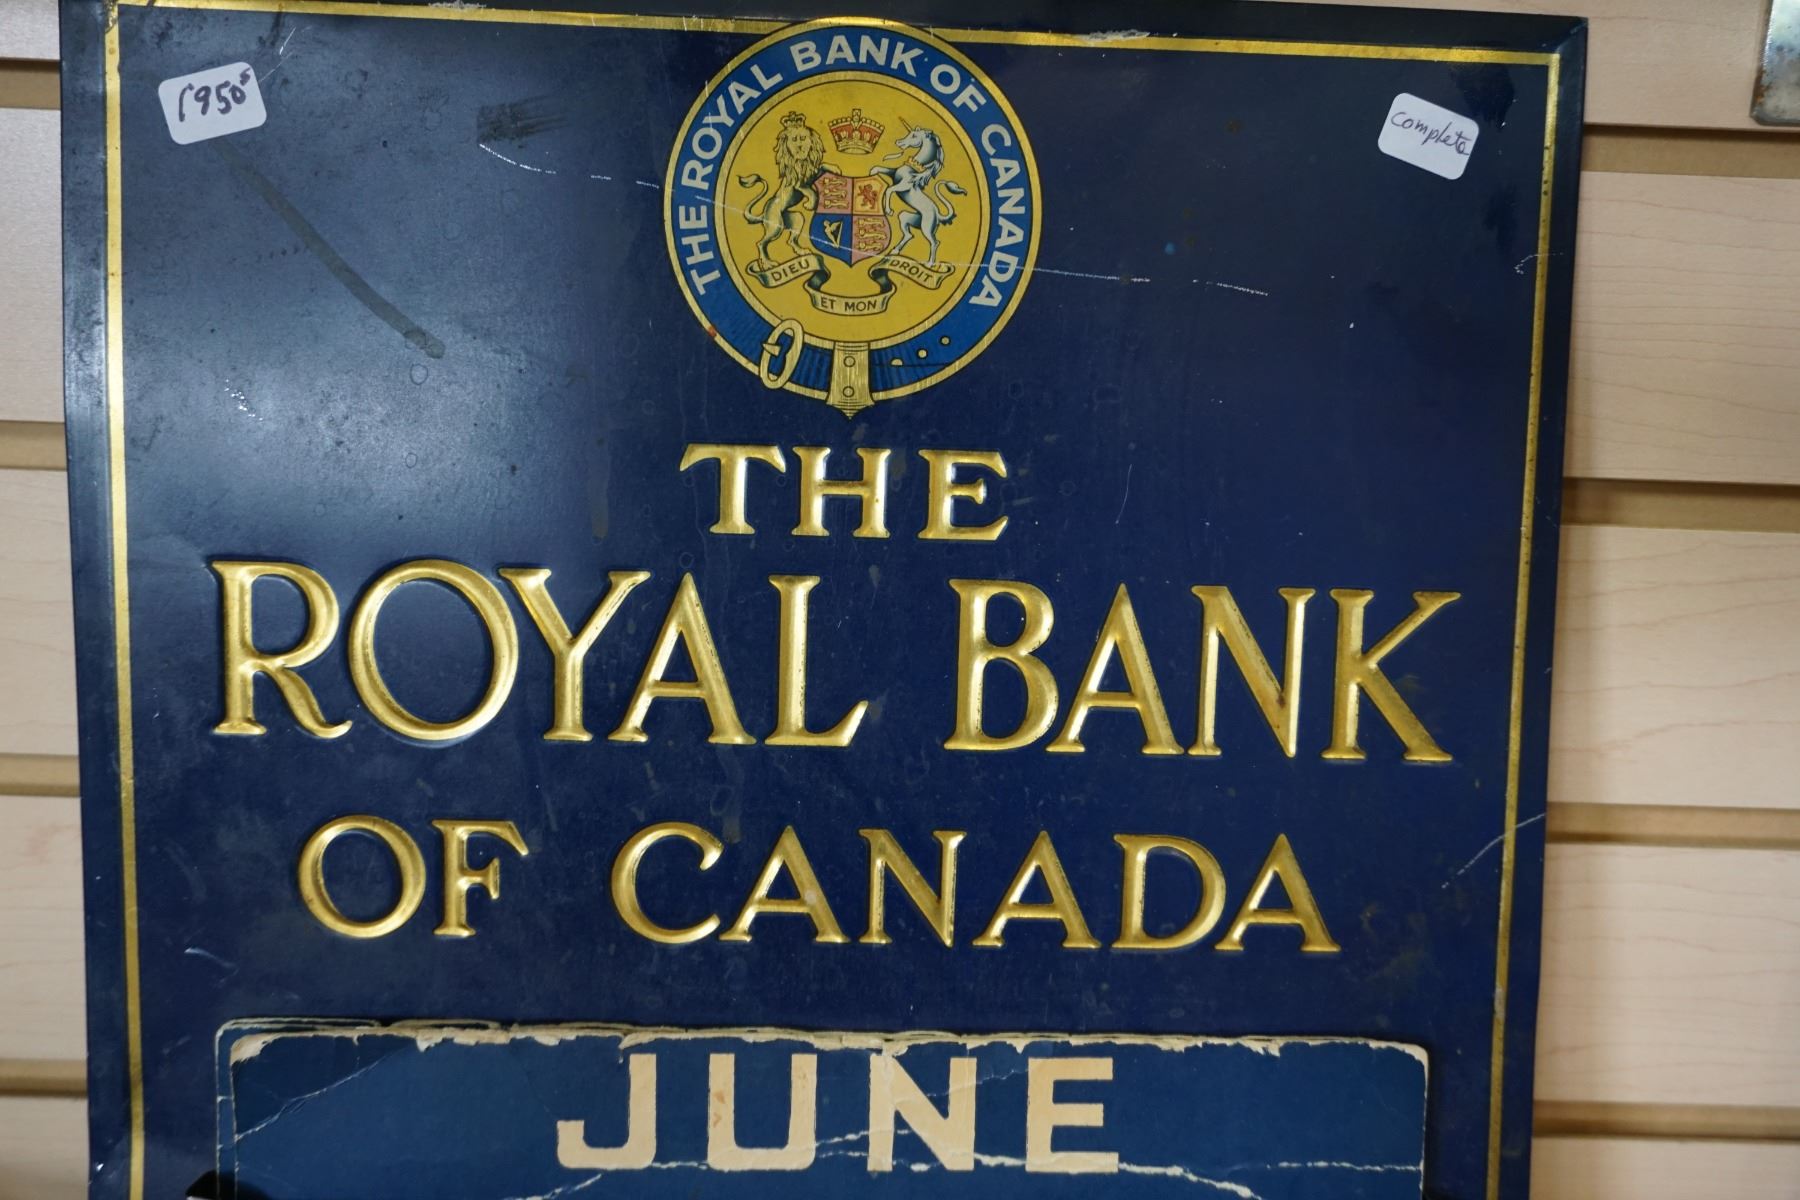 1950s
complete
THE ROYAL BANK OF CANADA
DIEU ET MON DROIT
THE
ROYAL BANK
OF CANADA
JUNE